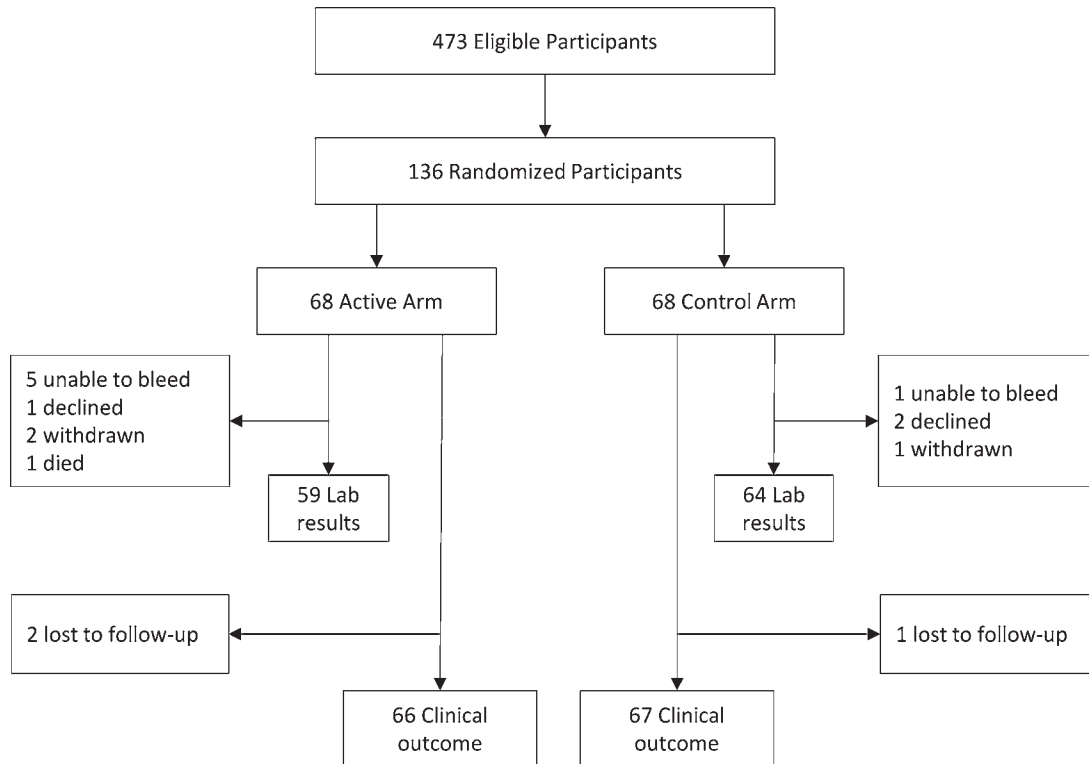 473 Eligible Participants
136 Randomized Participants
68 Active Arm
68 Control Arm
5 unable to bleed
1 declined
2 withdrawn
1 died
1 unable to bleed
2 declined
1 withdrawn
59 Lab
results
64 Lab
results
2 lost to follow-up
1 lost to follow-up
66 Clinical
outcome
67 Clinical
outcome